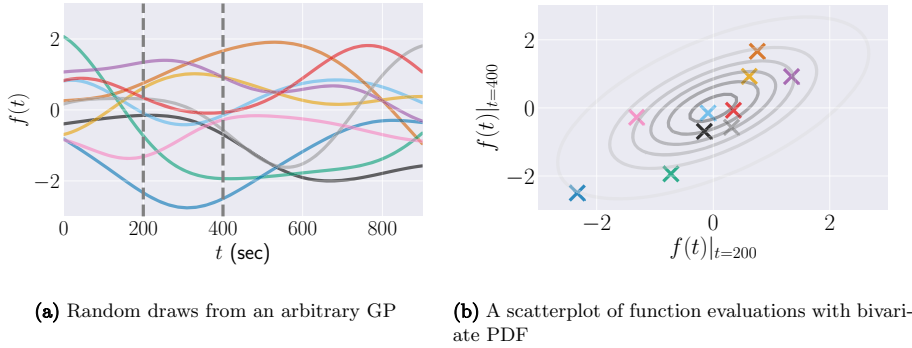 2
0
−2
f(t)
0
200
400
600
800
t (sec)
2
0
−2
f(t)|t=400
−2
0
2
f(t)|t=200
(a) Random draws from an arbitrary GP
(b) A scatterplot of function evaluations with bivari-
ate PDF